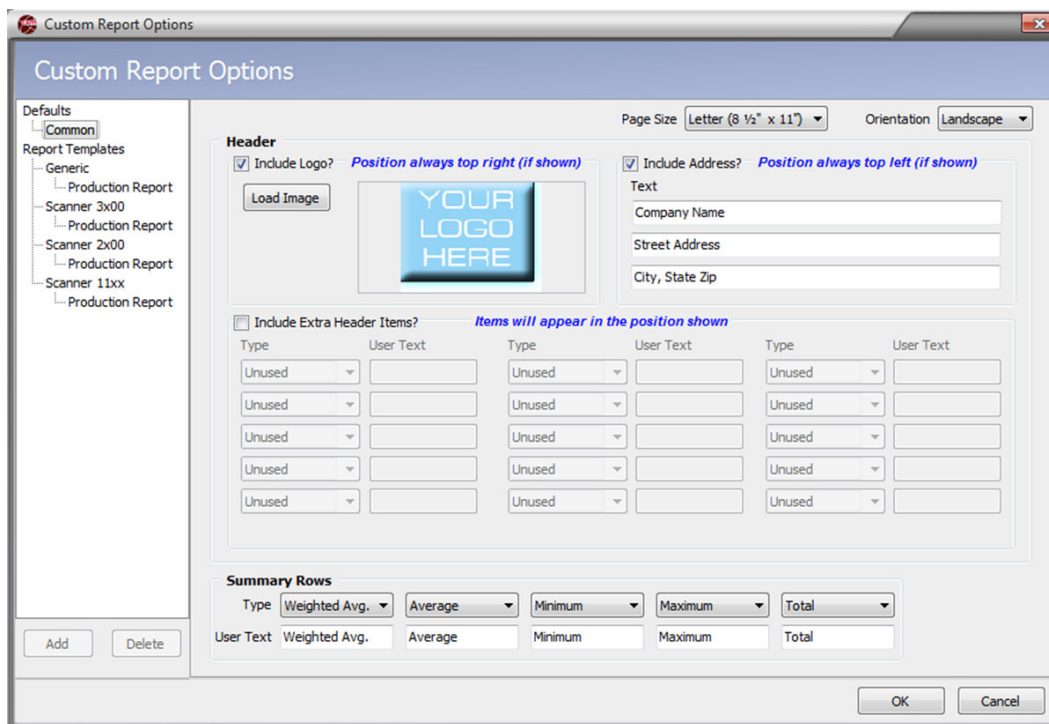 Custom Report Options
Custom Report Options
Defaults
Common
Report Templates
Generic
Production Report
Scanner 3x00
Production Report
Scanner 2x00
Production Report
Scanner 11xx
Production Report
Add Delete
Page Size Letter (8 ½" x 11") Orientation Landscape
Header
Include Logo? Position always top right (if shown)
Load Image
YOUR
LOGO
HERE
Include Address? Position always top left (if shown)
Text
Company Name
Street Address
City, State Zip
Include Extra Header Items? Items will appear in the position shown
Type User Text Type User Text Type User Text
Unused Unused Unused
Unused Unused Unused
Unused Unused Unused
Unused Unused Unused
Unused Unused Unused
Summary Rows
Type Weighted Avg. Average Minimum Maximum Total
User Text Weighted Avg. Average Minimum Maximum Total
OK Cancel